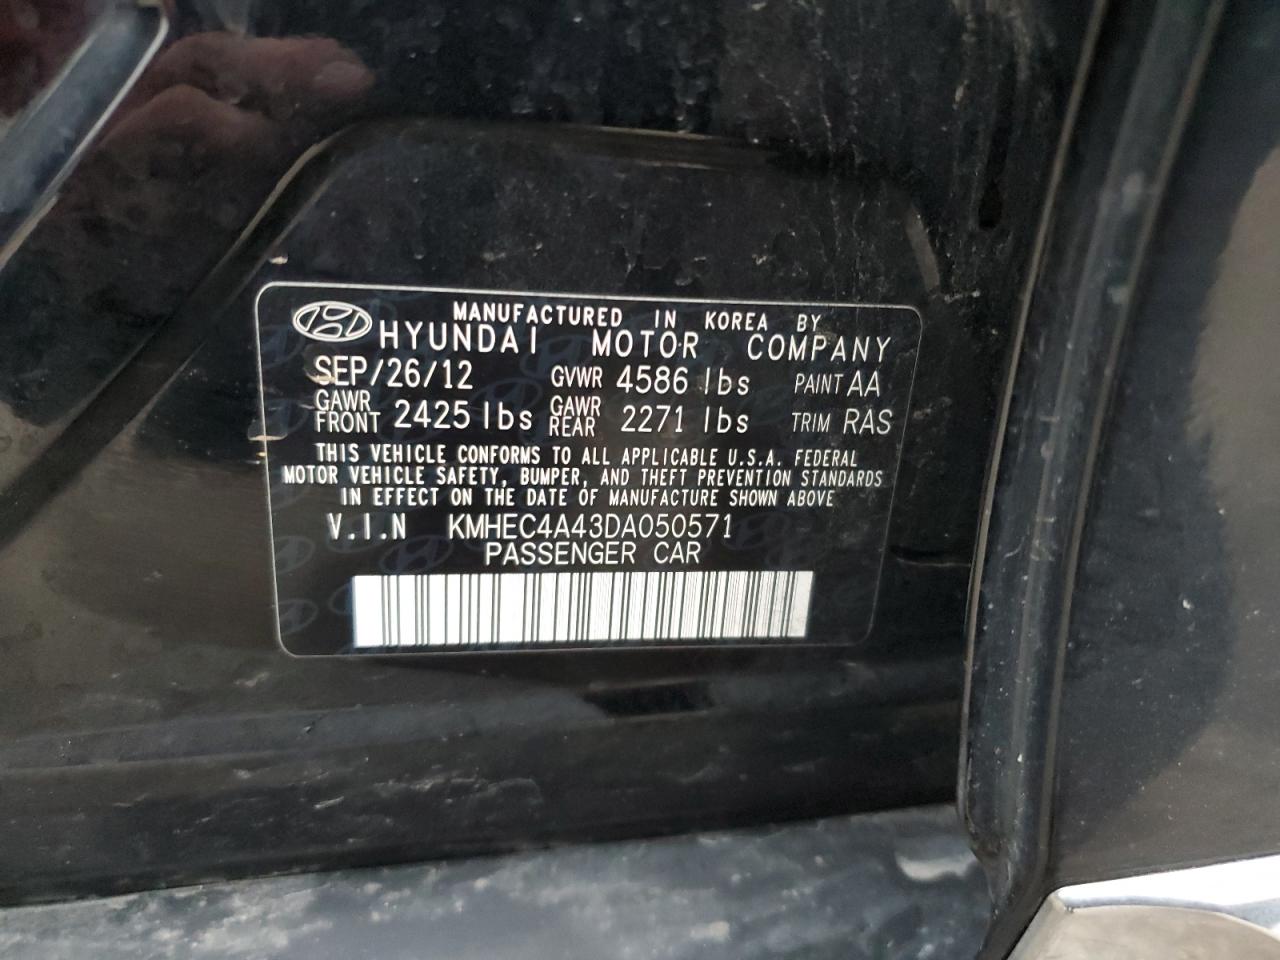 MANUFACTURED IN KOREA BY
HYUNDAI MOTOR COMPANY
SEP/26/12 GVWR 4586 lbs PAINT AA
GAWR FRONT 2425 lbs GAWR REAR 2271 lbs TRIM RAS
THIS VEHICLE CONFORMS TO ALL APPLICABLE U.S.A. FEDERAL
MOTOR VEHICLE SAFETY, BUMPER, AND THEFT PREVENTION STANDARDS
IN EFFECT ON THE DATE OF MANUFACTURE SHOWN ABOVE
V.I.N KMHEC4A43DA050571
PASSENGER CAR